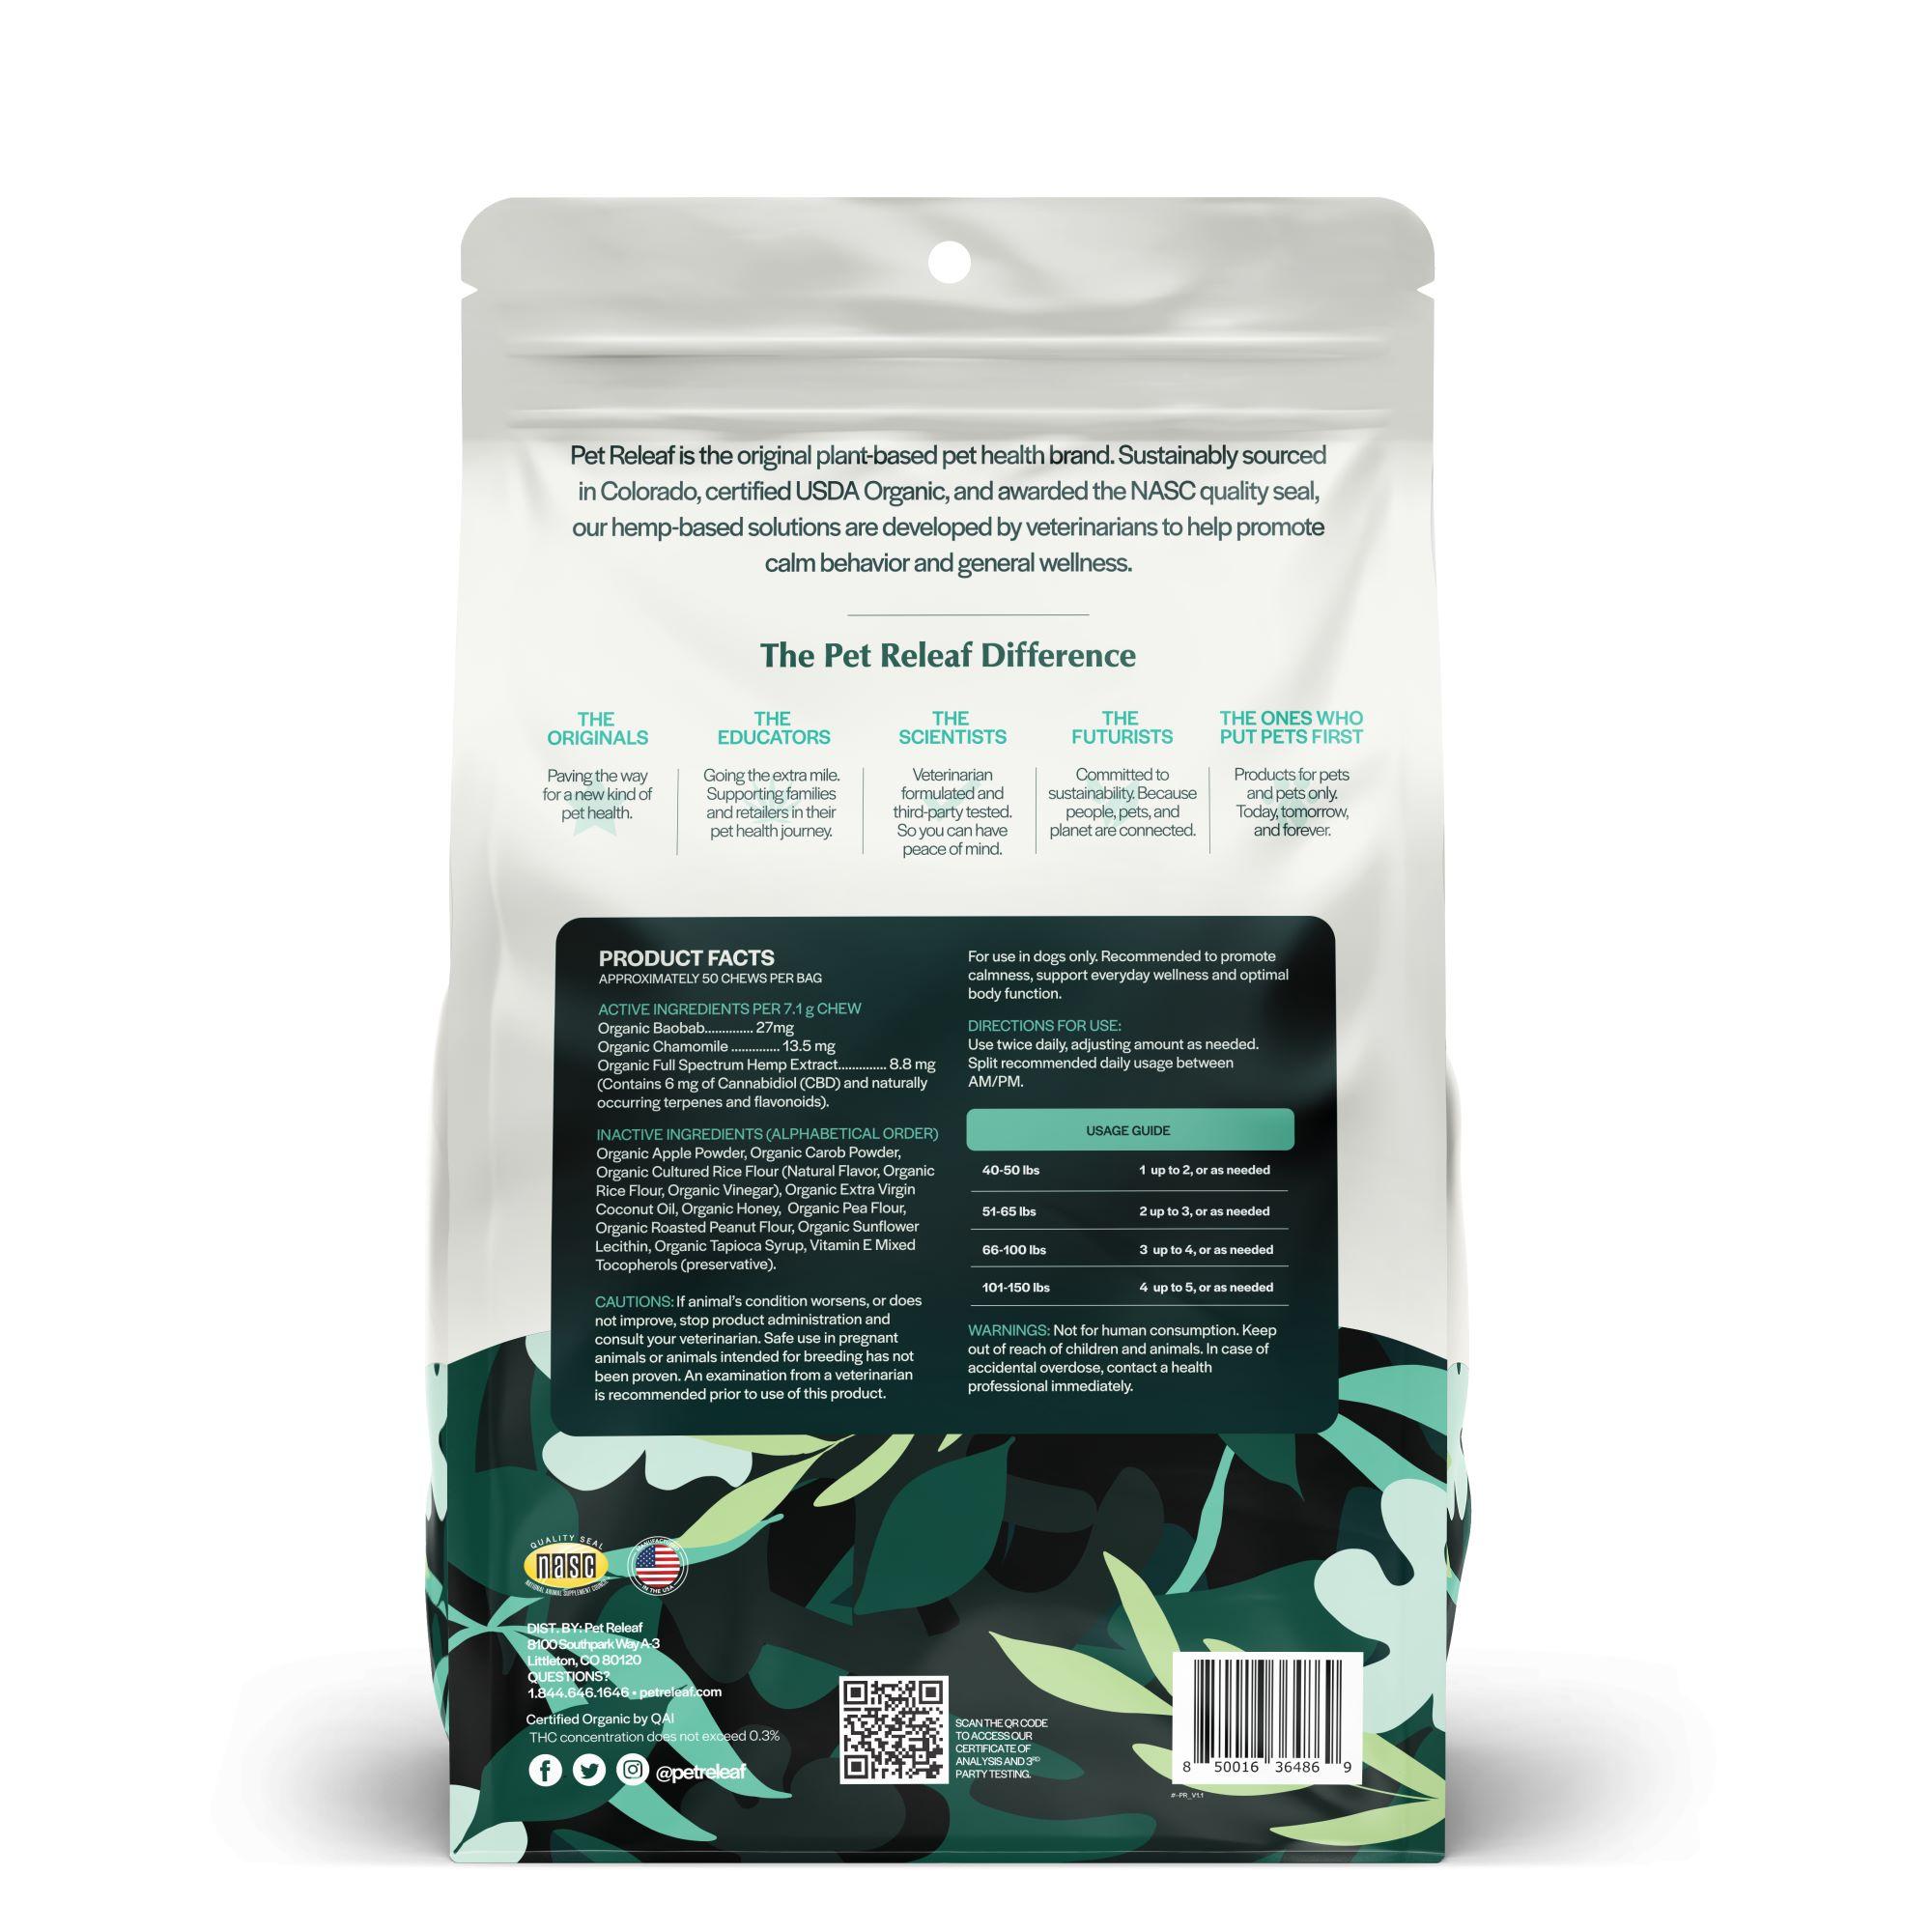 Pet Releaf is the original plant-based pet health brand. Sustainably sourced
in Colorado, certified USDA Organic, and awarded the NASC quality seal,
our hemp-based solutions are developed by veterinarians to help promote
calm behavior and general wellness.
The Pet Releaf Difference
THE
ORIGINALS
Paving the way
for a new kind of
pet health.
THE
EDUCATORS
Going the extra mile.
Supporting families
and retailers in their
pet health journey.
THE
SCIENTISTS
Veterinarian
formulated and
third-party tested.
So you can have
peace of mind.
THE
FUTURISTS
Committed to
sustainability. Because
people, pets, and
planet are connected.
THE ONES WHO
PUT PETS FIRST
Products for pets
and pets only.
Today, tomorrow,
and forever.
PRODUCT FACTS
APPROXIMATELY 50 CHEWS PER BAG
ACTIVE INGREDIENTS PER 7.1 g CHEW
Organic Baobab.............. 27mg
Organic Chamomile .............. 13.5 mg
Organic Full Spectrum Hemp Extract.............. 8.8 mg
(Contains 6 mg of Cannabidiol (CBD) and naturally
occurring terpenes and flavonoids).
INACTIVE INGREDIENTS (ALPHABETICAL ORDER)
Organic Apple Powder, Organic Carob Powder,
Organic Cultured Rice Flour (Natural Flavor, Organic
Rice Flour, Organic Vinegar), Organic Extra Virgin
Coconut Oil, Organic Honey, Organic Pea Flour,
Organic Roasted Peanut Flour, Organic Sunflower
Lecithin, Organic Tapioca Syrup, Vitamin E Mixed
Tocopherols (preservative).
CAUTIONS: If animal's condition worsens, or does
not improve, stop product administration and
consult your veterinarian. Safe use in pregnant
animals or animals intended for breeding has not
been proven. An examination from a veterinarian
is recommended prior to use of this product.
For use in dogs only. Recommended to promote
calmness, support everyday wellness and optimal
body function.
DIRECTIONS FOR USE:
Use twice daily, adjusting amount as needed.
Split recommended daily usage between
AM/PM.
USAGE GUIDE
40-50 lbs 1 up to 2, or as needed
51-65 lbs 2 up to 3, or as needed
66-100 lbs 3 up to 4, or as needed
101-150 lbs 4 up to 5, or as needed
WARNINGS: Not for human consumption. Keep
out of reach of children and animals. In case of
accidental overdose, contact a health
professional immediately.
QUALITY SEAL
nasc
NATIONAL ANIMAL SUPPLEMENT COUNCIL
MANUFACTURED
IN THE USA
DIST. BY: Pet Releaf
8100 Southpark Way A-3
Littleton, CO 80120
QUESTIONS?
1.844.646.1646 • petreleaf.com
Certified Organic by QAI
THC concentration does not exceed 0.3%
@petreleaf
SCAN THE QR CODE
TO ACCESS OUR
CERTIFICATE OF
ANALYSIS AND 3RD
PARTY TESTING.
8 50016 36486 9
#-PR_V1.1